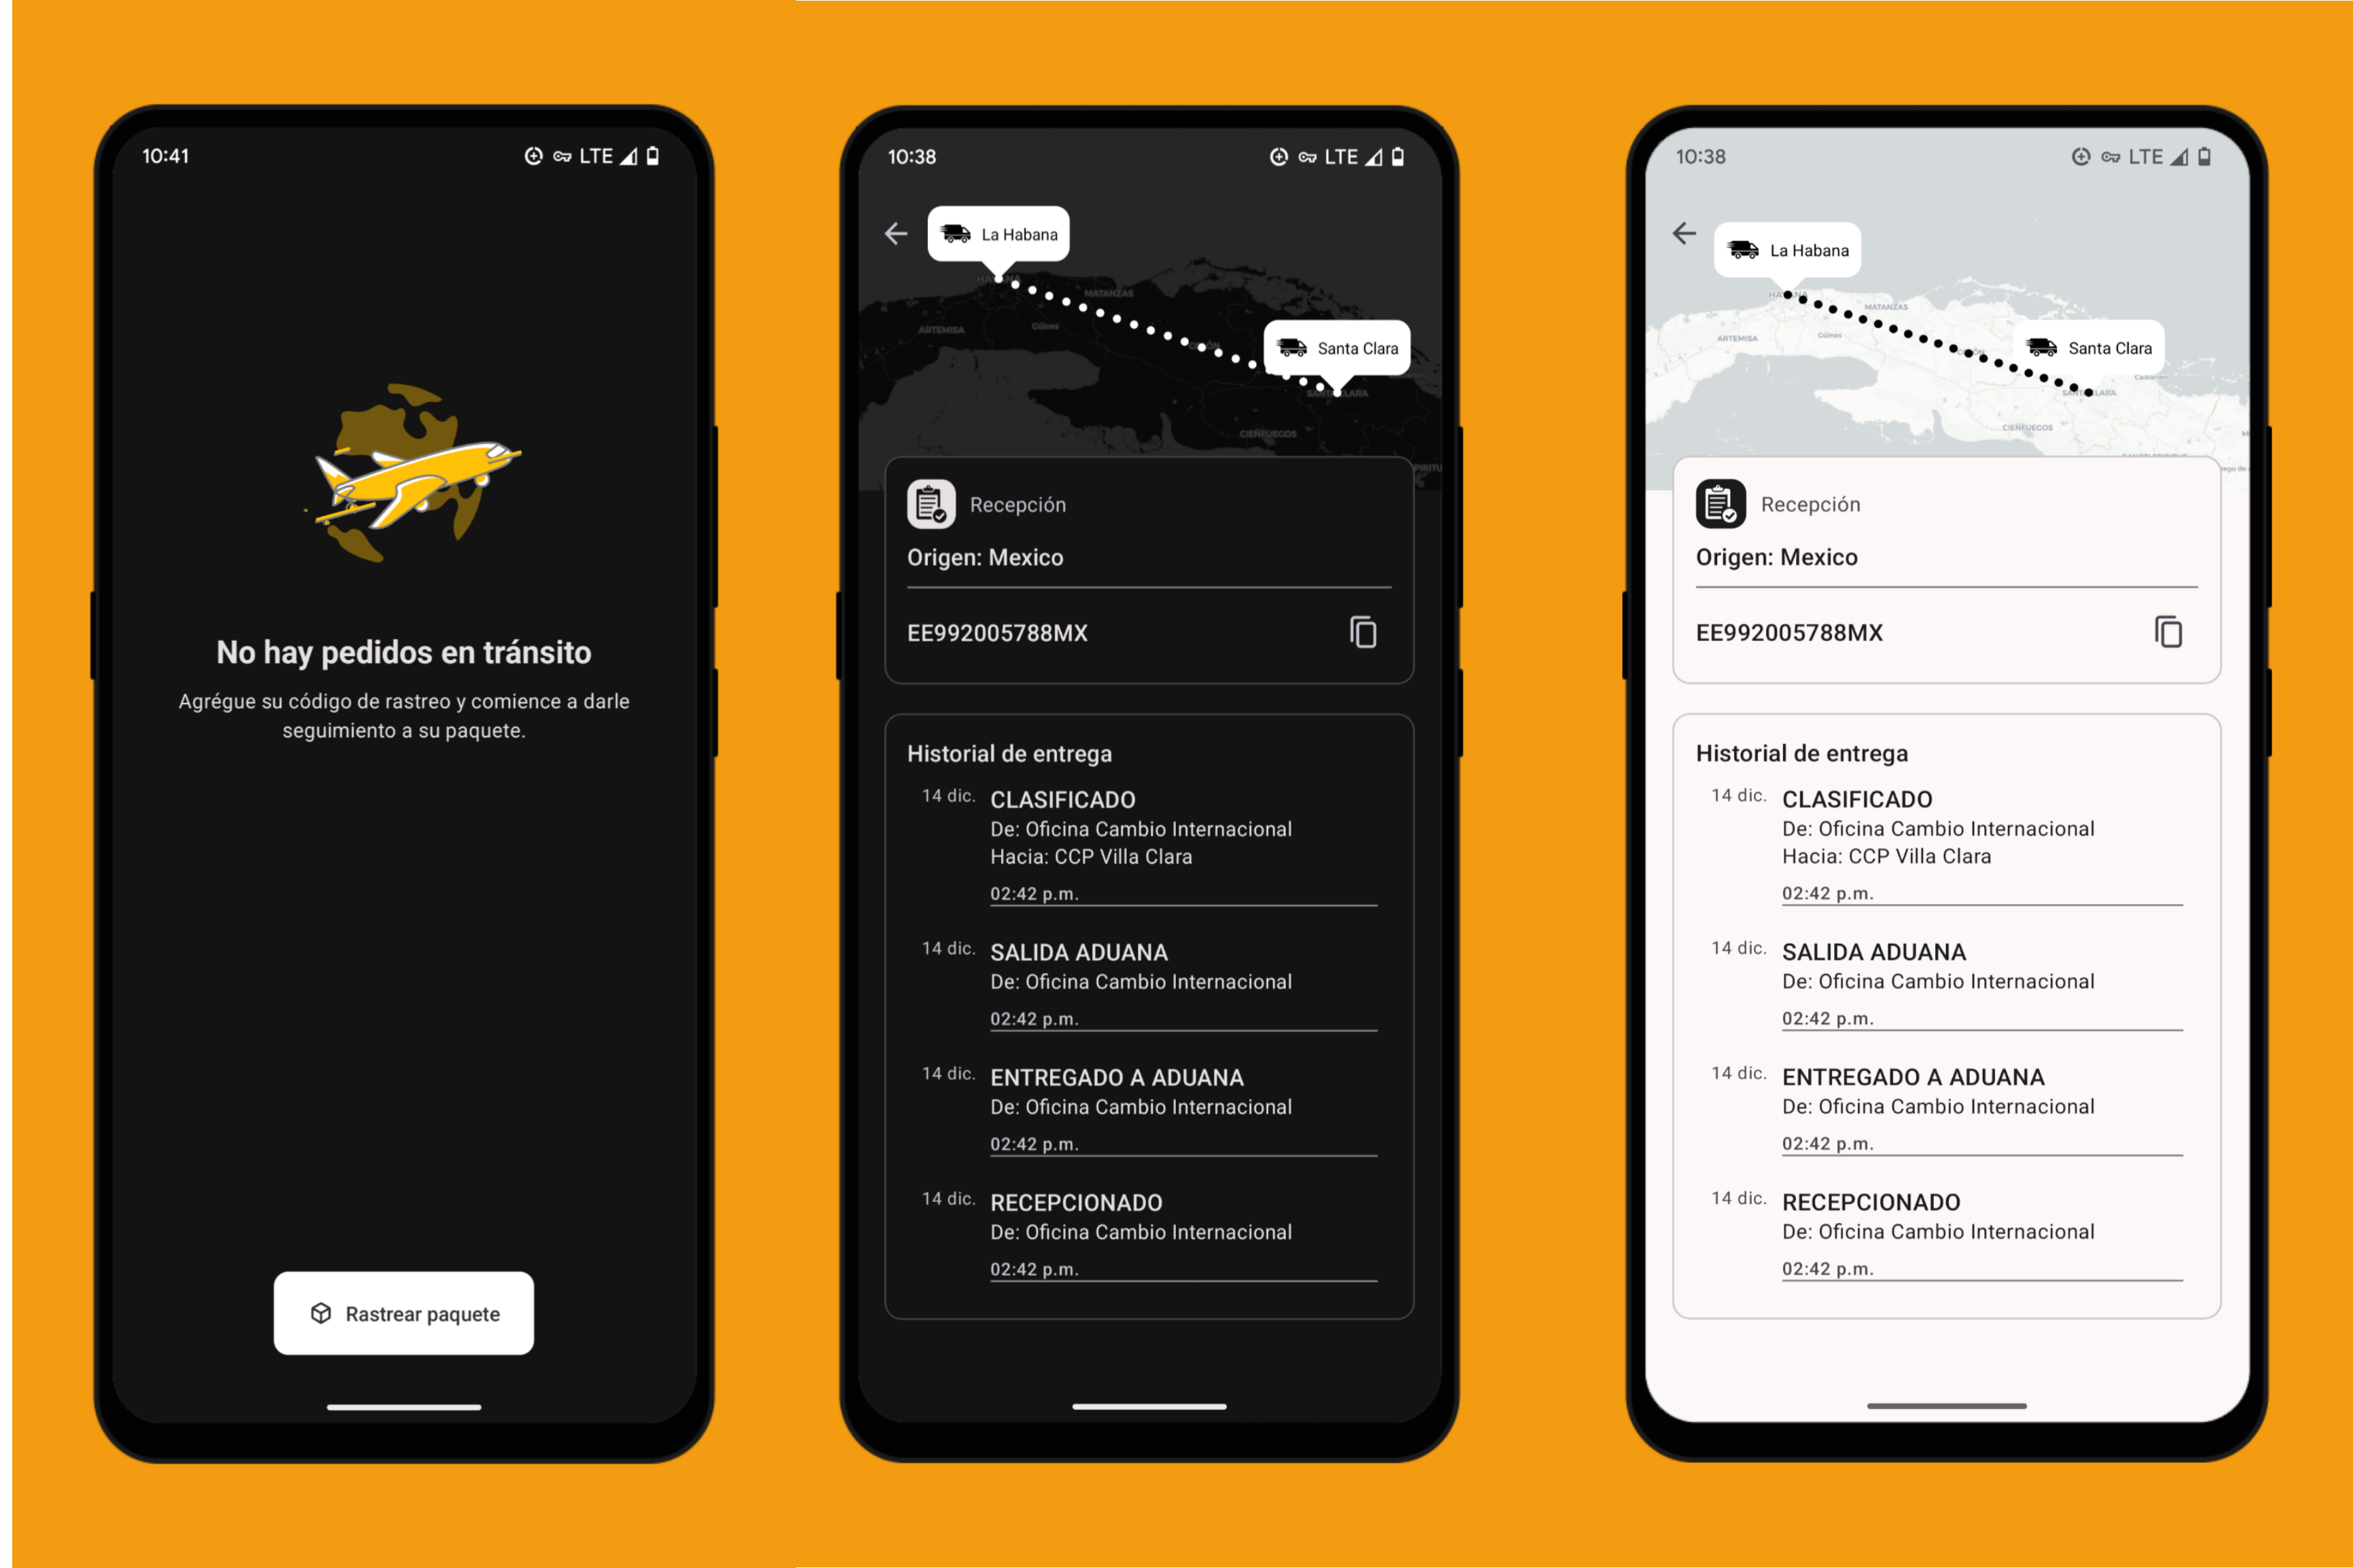 10:41
LTE
No hay pedidos en tránsito
Agrégue su código de rastreo y comience a darle
seguimiento a su paquete.
Rastrear paquete
10:38
LTE
La Habana
MATANZAS
ARTEMISA
Güines
Santa Clara
CIENFUEGOS
Recepción
Origen: Mexico
EE992005788MX
Historial de entrega
14 dic.
CLASIFICADO
De: Oficina Cambio Internacional
Hacia: CCP Villa Clara
02:42 p.m.
14 dic.
SALIDA ADUANA
De: Oficina Cambio Internacional
02:42 p.m.
14 dic.
ENTREGADO A ADUANA
De: Oficina Cambio Internacional
02:42 p.m.
14 dic.
RECEPCIONADO
De: Oficina Cambio Internacional
02:42 p.m.
10:38
LTE
La Habana
MATANZAS
ARTEMISA
Güines
Santa Clara
CIENFUEGOS
Recepción
Origen: Mexico
EE992005788MX
Historial de entrega
14 dic.
CLASIFICADO
De: Oficina Cambio Internacional
Hacia: CCP Villa Clara
02:42 p.m.
14 dic.
SALIDA ADUANA
De: Oficina Cambio Internacional
02:42 p.m.
14 dic.
ENTREGADO A ADUANA
De: Oficina Cambio Internacional
02:42 p.m.
14 dic.
RECEPCIONADO
De: Oficina Cambio Internacional
02:42 p.m.